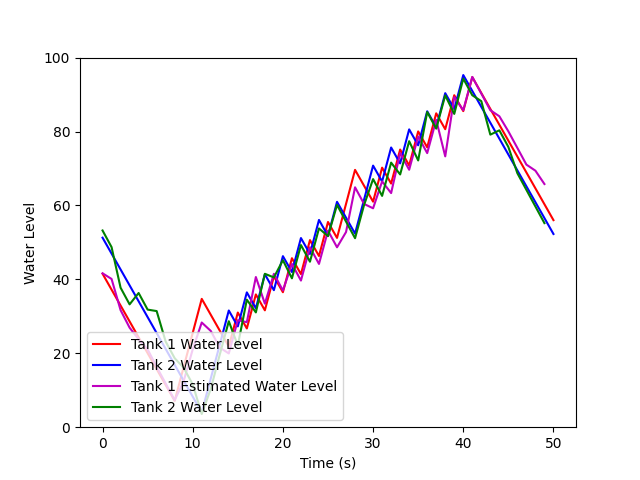 100
80
60
40
20
0
Water Level
Tank 1 Water Level
Tank 2 Water Level
Tank 1 Estimated Water Level
Tank 2 Water Level
0 10 20 30 40 50
Time (s)